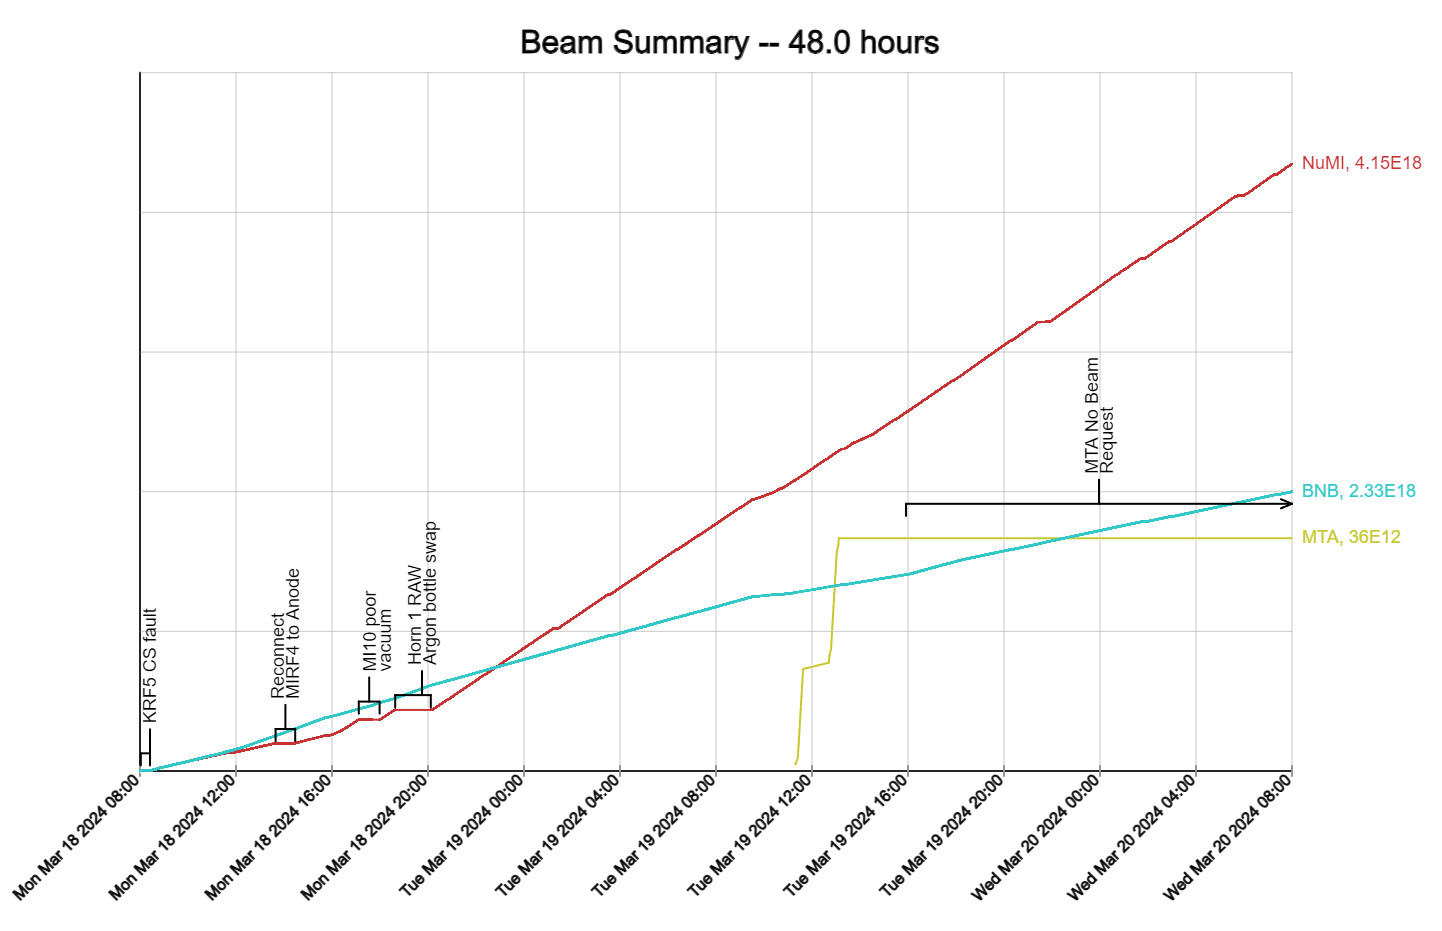 Beam Summary -- 48.0 hours
NuMI, 4.15E18
BNB, 2.33E18
MTA, 36E12
KRF5 CS fault
Reconnect
MIRF4 to Anode
MI10 poor
vacuum
Horn 1 RAW
Argon bottle swap
MTA No Beam
Request
Mon Mar 18 2024 08:00
Mon Mar 18 2024 12:00
Mon Mar 18 2024 16:00
Mon Mar 18 2024 20:00
Tue Mar 19 2024 00:00
Tue Mar 19 2024 04:00
Tue Mar 19 2024 08:00
Tue Mar 19 2024 12:00
Tue Mar 19 2024 16:00
Tue Mar 19 2024 20:00
Wed Mar 20 2024 00:00
Wed Mar 20 2024 04:00
Wed Mar 20 2024 08:00